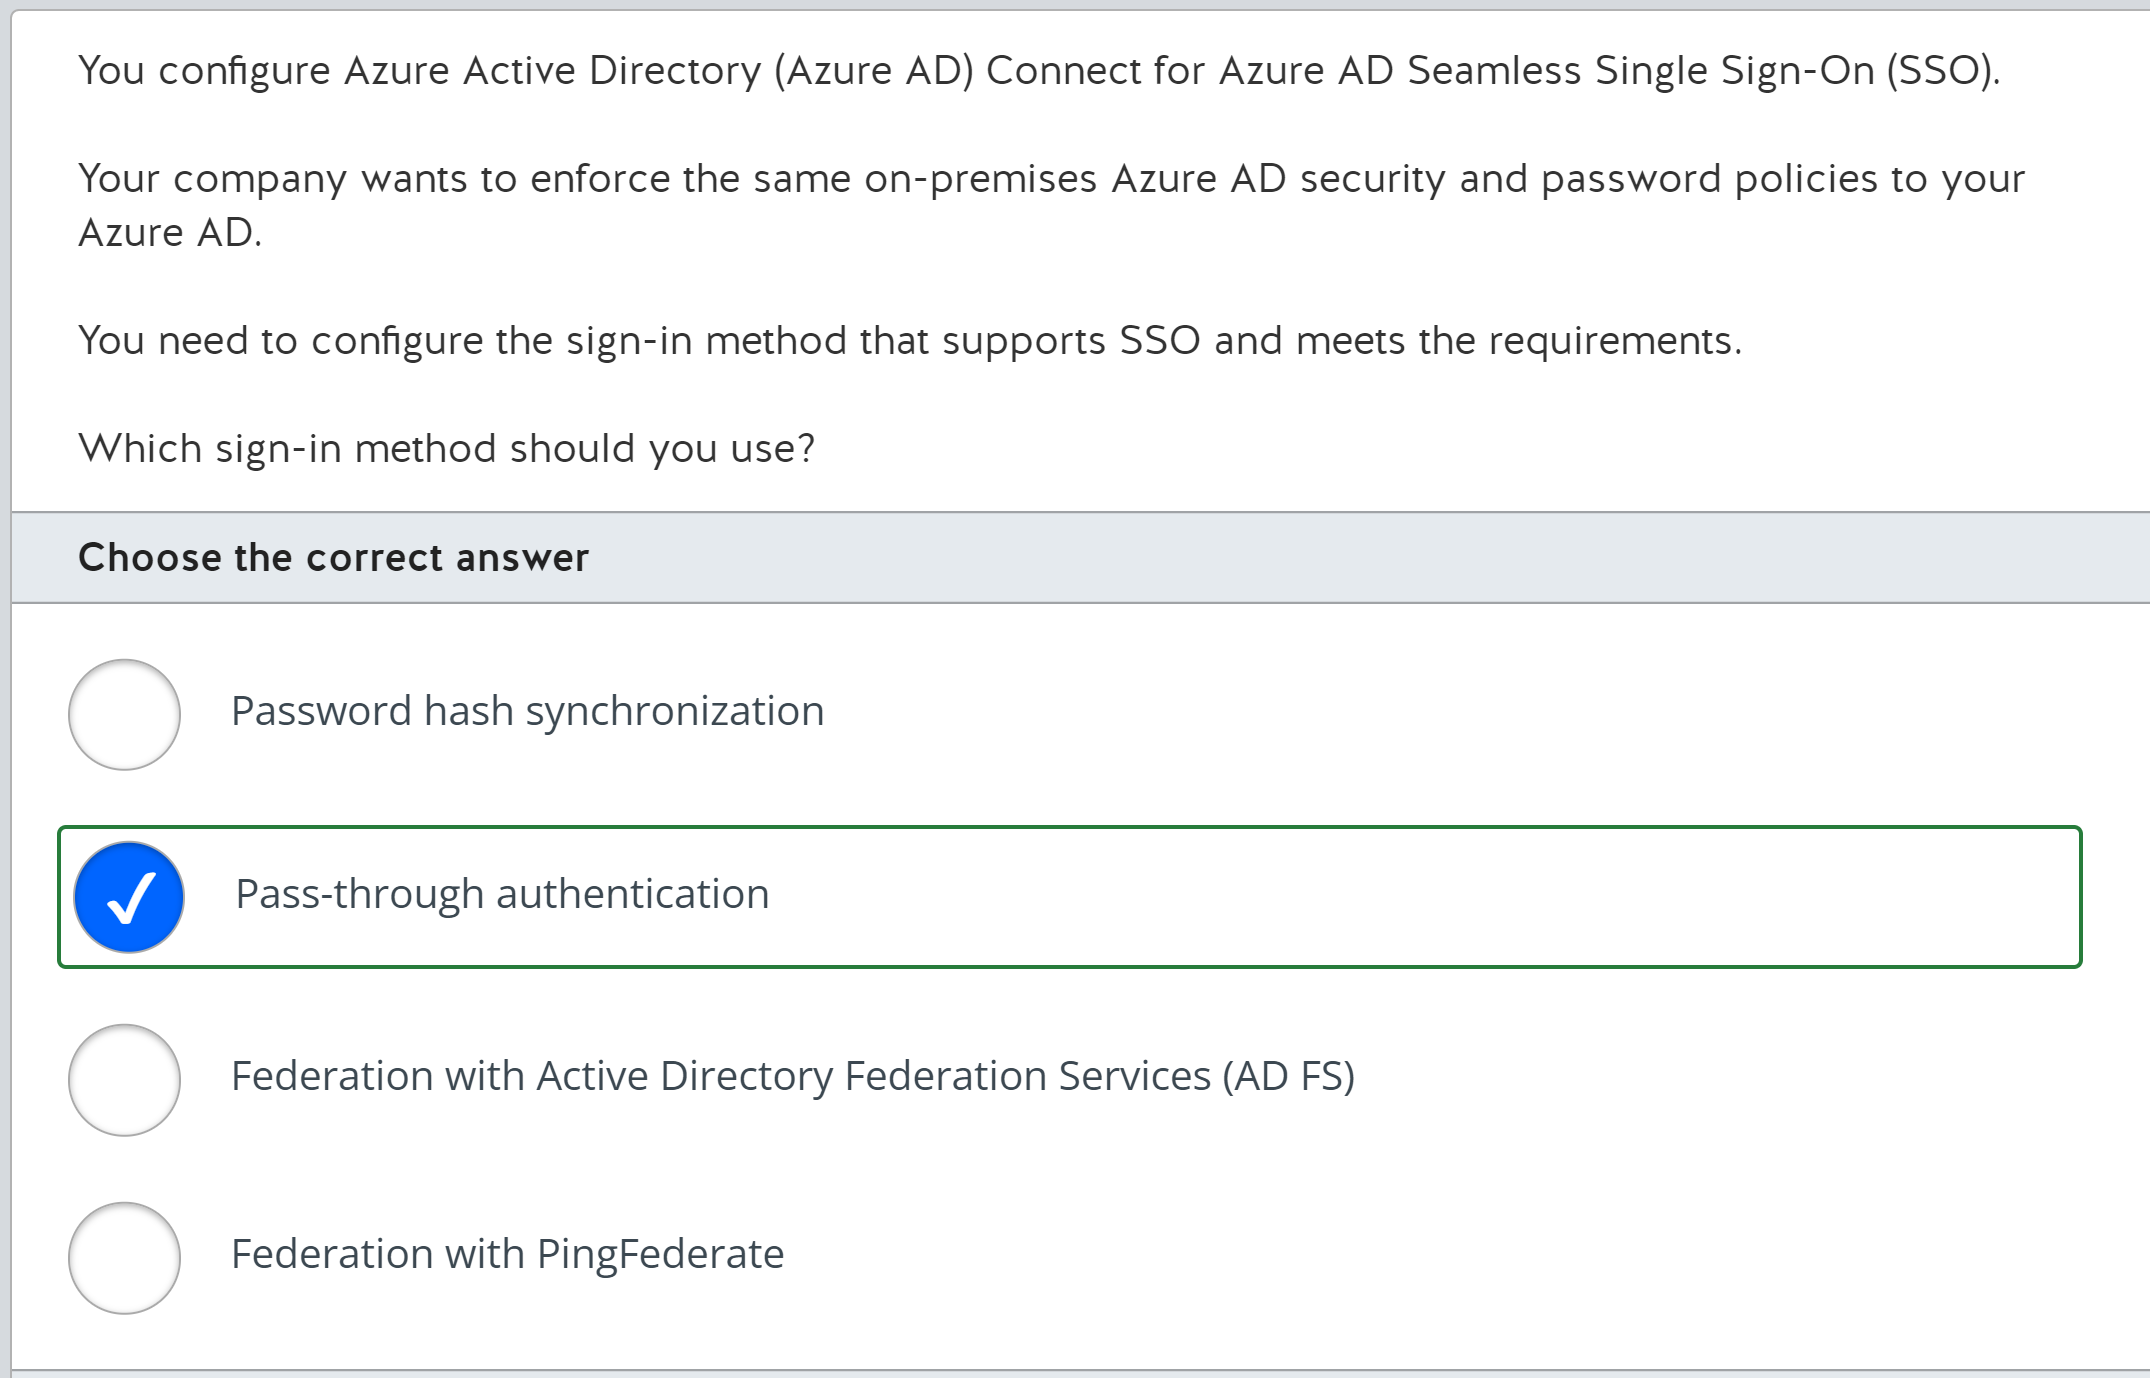 You configure Azure Active Directory (Azure AD) Connect for Azure AD Seamless Single Sign-On (SSO).
Your company wants to enforce the same on-premises Azure AD security and password policies to your
Azure AD.
You need to configure the sign-in method that supports SSO and meets the requirements.
Which sign-in method should you use?
Choose the correct answer
Password hash synchronization
Pass-through authentication
Federation with Active Directory Federation Services (AD FS)
Federation with PingFederate